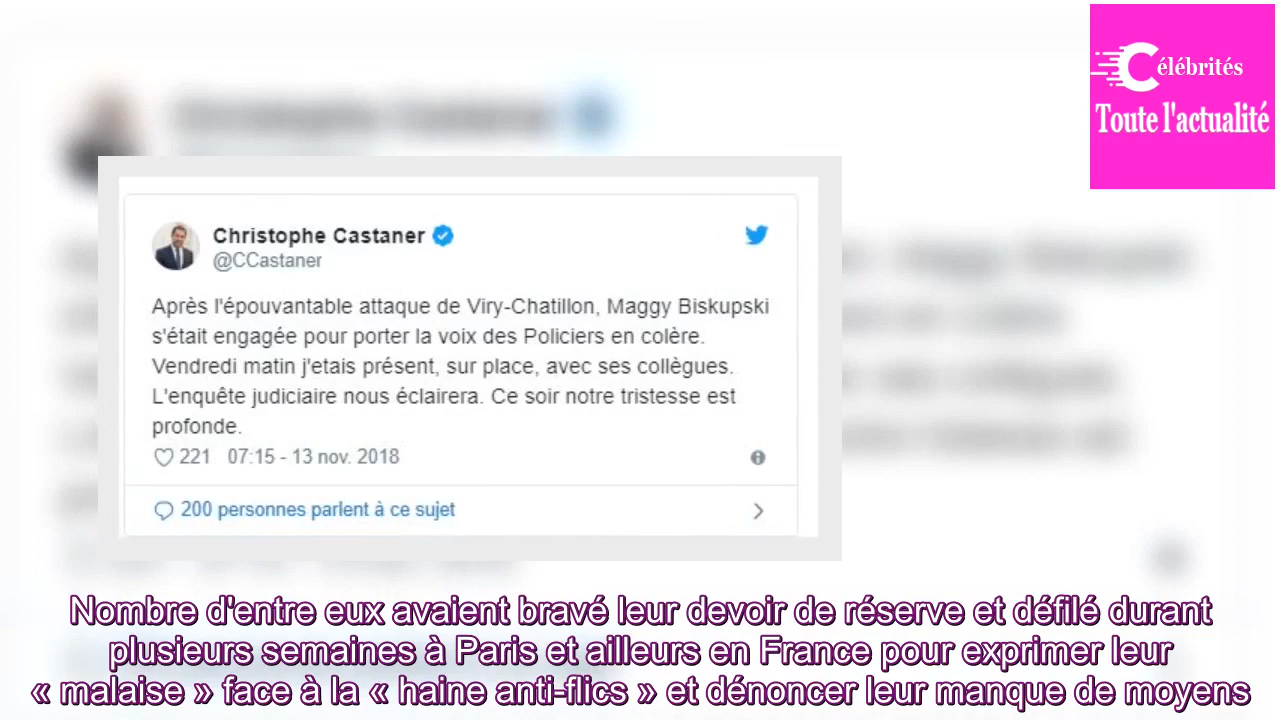 Célébrités
Toute l'actualité
Christophe Castaner
@CCastaner
Après l'épouvantable attaque de Viry-Chatillon, Maggy Biskupski
s'était engagée pour porter la voix des Policiers en colère.
Vendredi matin j'etais présent, sur place, avec ses collègues.
L'enquête judiciaire nous éclairera. Ce soir notre tristesse est
profonde.
221 07:15 - 13 nov. 2018
200 personnes parlent à ce sujet
Nombre d'entre eux avaient bravé leur devoir de réserve et défilé durant
plusieurs semaines à Paris et ailleurs en France pour exprimer leur
« malaise » face à la « haine anti-flics » et dénoncer leur manque de moyens